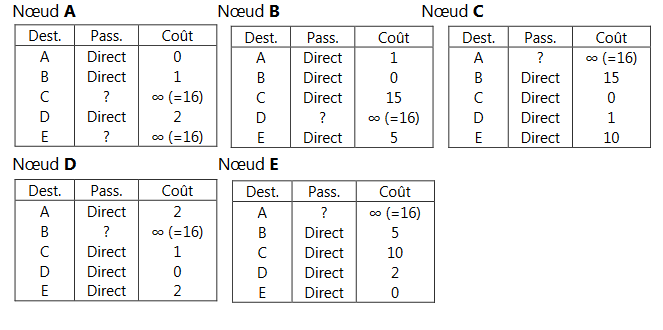 Nœud A
Dest. Pass. Coût
A Direct 0
B Direct 1
C ? ∞ (=16)
D Direct 2
E ? ∞ (=16)
Nœud B
Dest. Pass. Coût
A Direct 1
B Direct 0
C Direct 15
D ? ∞ (=16)
E Direct 5
Nœud C
Dest. Pass. Coût
A ? ∞ (=16)
B Direct 15
C Direct 0
D Direct 1
E Direct 10
Nœud D
Dest. Pass. Coût
A Direct 2
B ? ∞ (=16)
C Direct 1
D Direct 0
E Direct 2
Nœud E
Dest. Pass. Coût
A ? ∞ (=16)
B Direct 5
C Direct 10
D Direct 2
E Direct 0